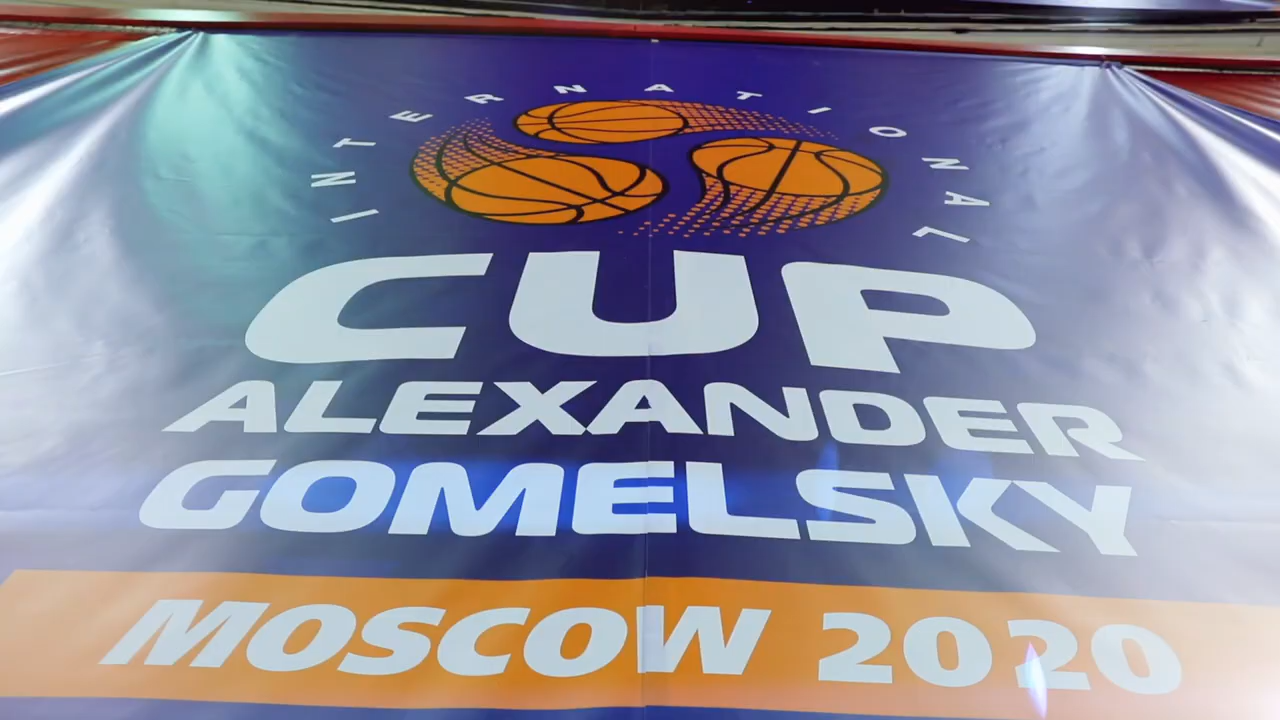 INTERNATIONAL
CUP
ALEXANDER
GOMELSKY
MOSCOW 2020